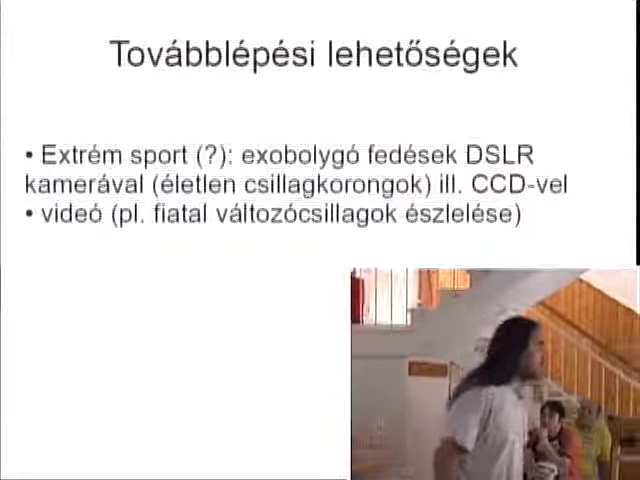 Továbblépési lehetőségek
• Extrém sport (?): exobolygó fedések DSLR
kamerával (életlen csillagkorongok) ill. CCD-vel
• videó (pl. fiatal változócsillagok észlelése)